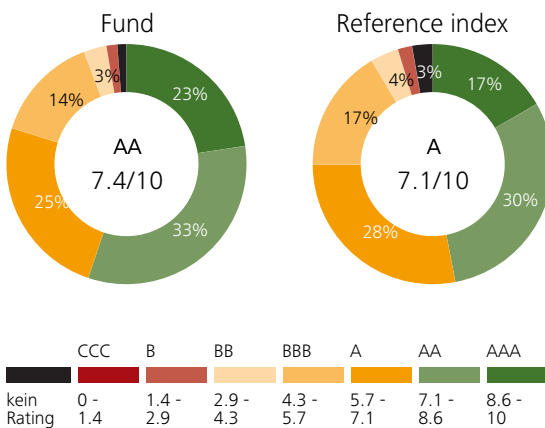 Fund
Reference index
3%
23%
14%
AA
7.4/10
25%
33%
4%
3%
17%
17%
A
7.1/10
30%
28%
CCC B BB BBB A AA AAA
kein 0 - 1.4 - 2.9 - 4.3 - 5.7 - 7.1 - 8.6 -
Rating 1.4 2.9 4.3 5.7 7.1 8.6 10